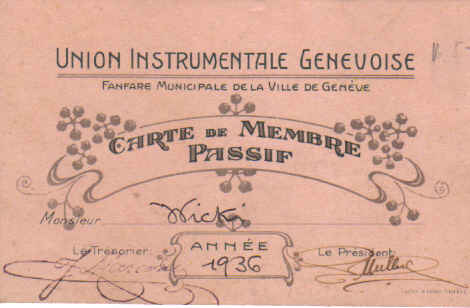 UNION INSTRUMENTALE GENEVOISE
FANFARE MUNICIPALE DE LA VILLE DE GENÈVE
CARTE DE MEMBRE
PASSIF
Monsieur Wicki
Le Trésorier: ANNÉE Le Président:
1936